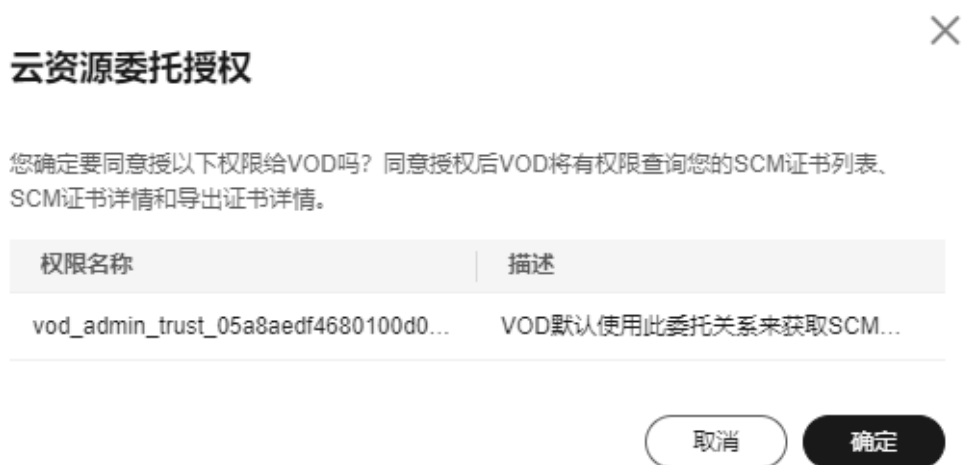 云资源委托授权
您确定要同意授以下权限给VOD吗？同意授权后VOD将有权限查询您的SCM证书列表、
SCM证书详情和导出证书详情。
权限名称 描述
vod_admin_trust_05a8aedf4680100d0... VOD默认使用此委托关系来获取SCM...
取消 确定